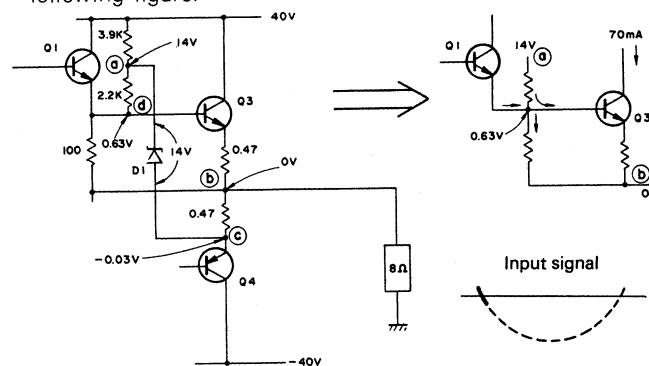 following figure.
40V
3.9K
14V
Q1
a
2.2K
d
Q3
100
0.63V
14V
0.47
D1
b
0V
0.47
c
-0.03V
Q4
8Ω
-40V
Q1
14V
a
70mA
Q3
0.63V
b
0
Input signal